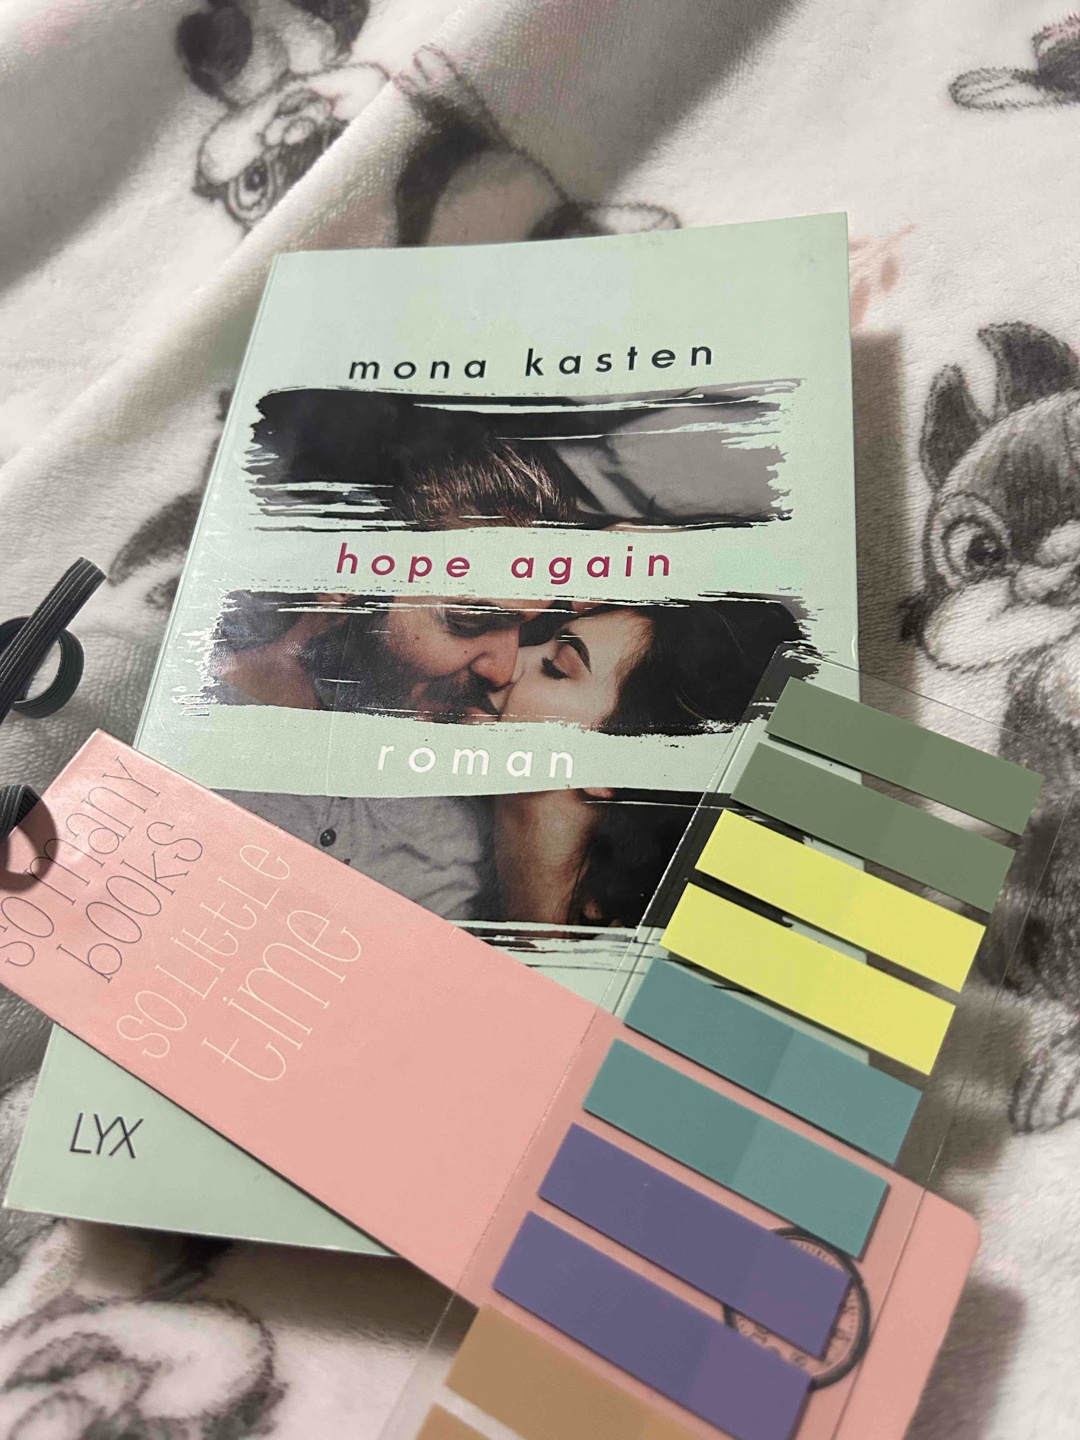 mona kasten
hope again
roman
LYX
so many
books
so little
time